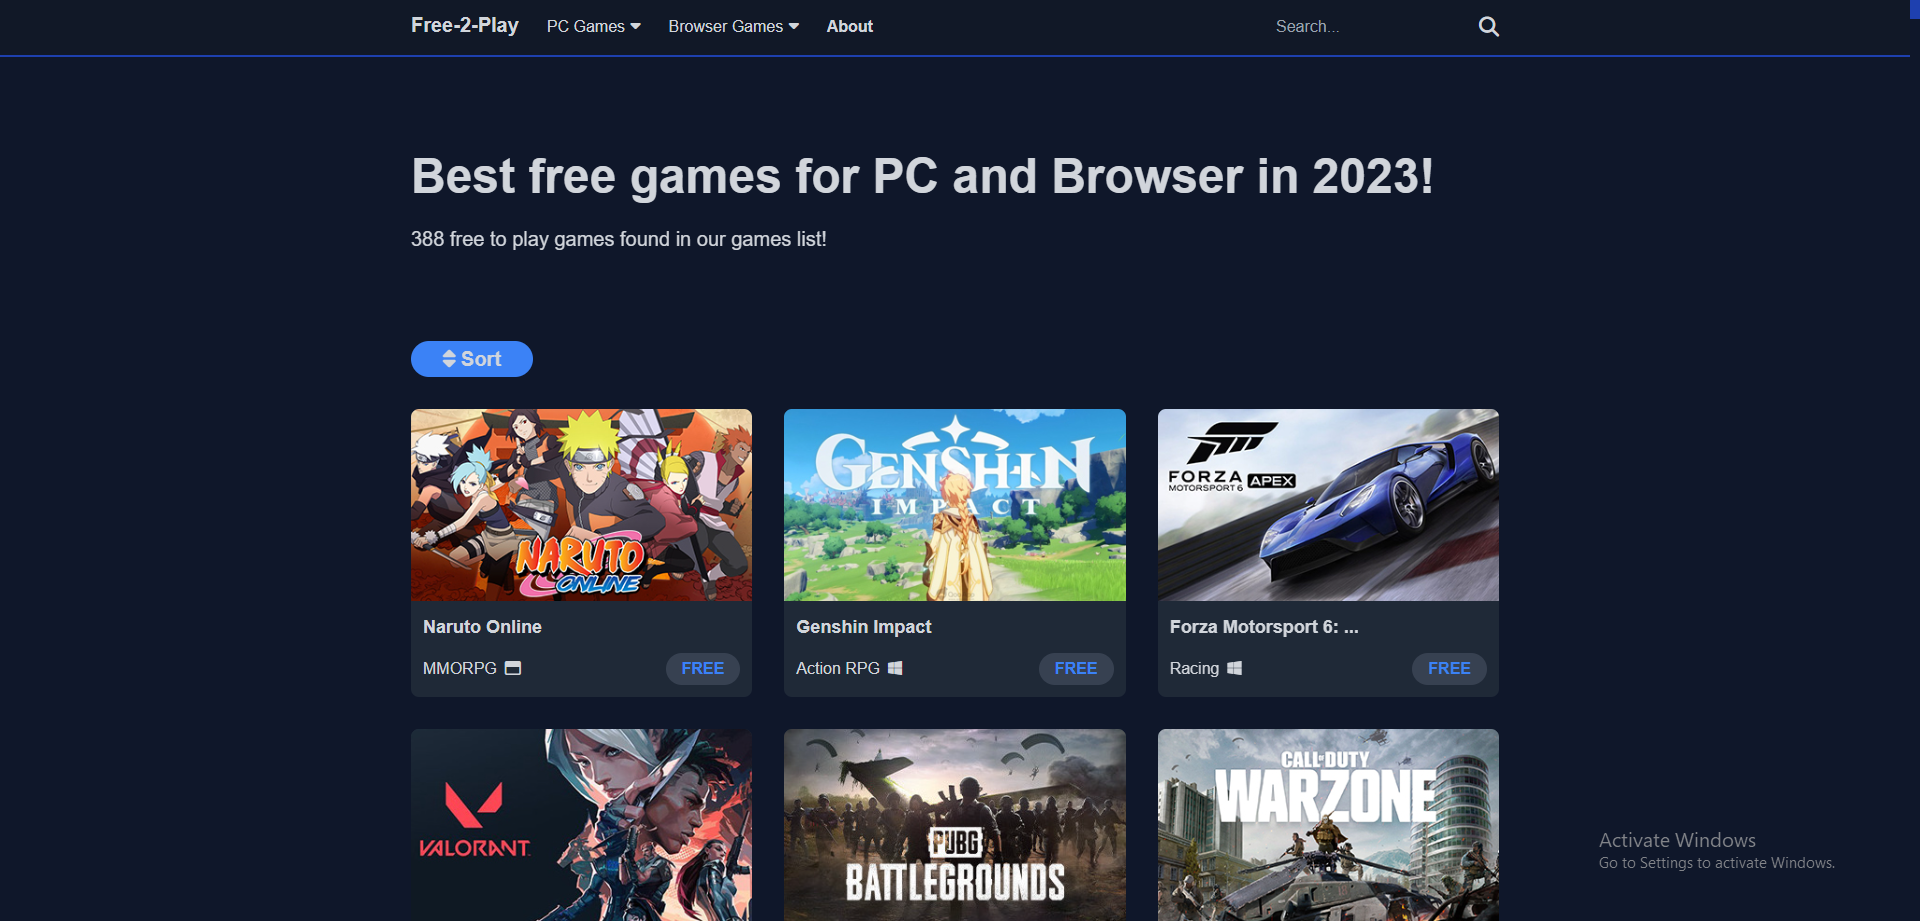 Free-2-Play PC Games Browser Games About Search...
Best free games for PC and Browser in 2023!
388 free to play games found in our games list!
Sort
NARUTO
ONLINE
Naruto Online
MMORPG FREE
GENSHIN
IMPACT
Genshin Impact
Action RPG FREE
FORZA
MOTORSPORT 6 APEX
Forza Motorsport 6: ...
Racing FREE
VALORANT
PUBG
BATTLEGROUNDS
CALL OF DUTY
WARZONE
Activate Windows
Go to Settings to activate Windows.